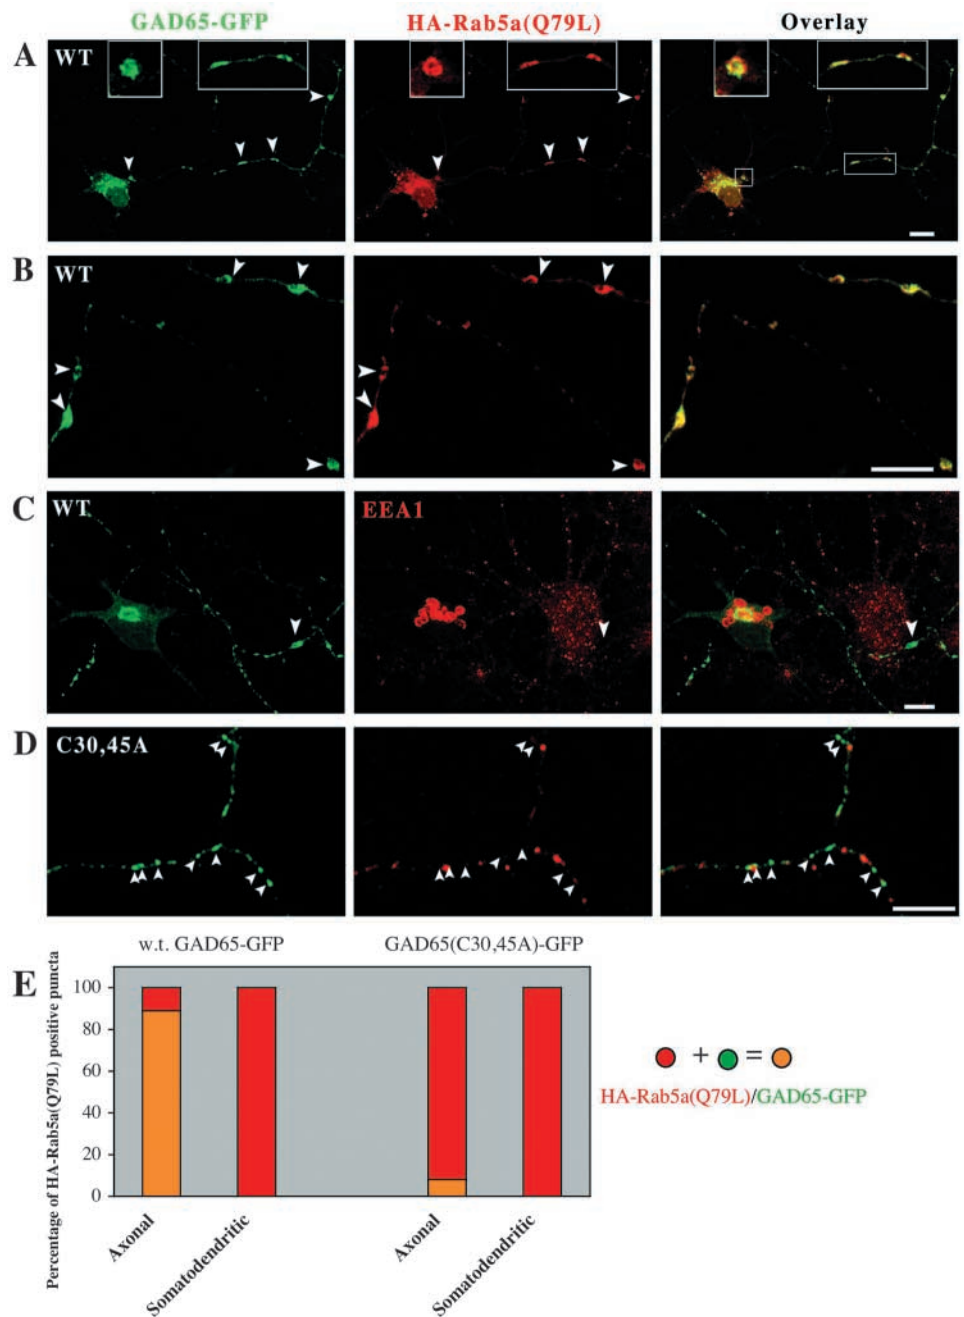 GAD65-GFP HA-Rab5a(Q79L) Overlay
A WT
B WT
C WT EEA1
D C30,45A
E w.t. GAD65-GFP GAD65(C30,45A)-GFP
Percentage of HA-Rab5a(Q79L) positive puncta
100
80
60
40
20
0
Axonal Somatodendritic Axonal Somatodendritic
+ =
HA-Rab5a(Q79L)/GAD65-GFP